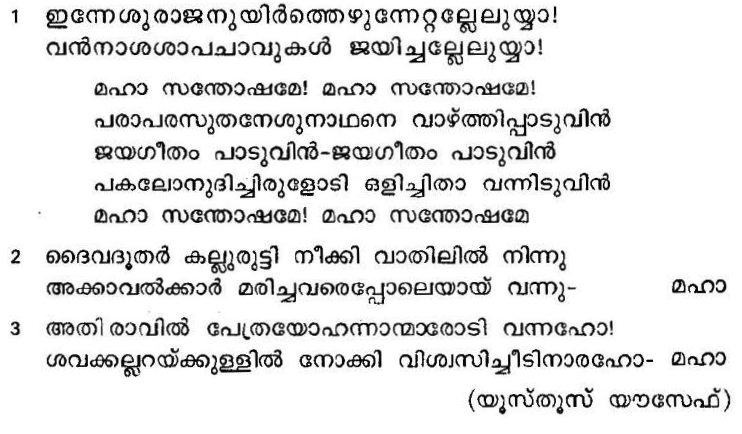 1 ഇന്നേശുരാജനുയിർത്തെഴുന്നേറ്റല്ലേലുയ്യാ!
വൻനാശശാപചാവുകൾ ജയിച്ചല്ലേലുയ്യാ!
മഹാ സന്തോഷമേ! മഹാ സന്തോഷമേ!
പരാപരസുതനേശുനാഥനെ വാഴ്ത്തിപ്പാടുവിൻ
ജയഗീതം പാടുവിൻ-ജയഗീതം പാടുവിൻ
പകലോനുദിച്ചിരുളോടി ഒളിച്ചിതാ വന്നിടുവിൻ
മഹാ സന്തോഷമേ! മഹാ സന്തോഷമേ
2 ദൈവദൂതർ കല്ലുരുട്ടി നീക്കി വാതിലിൽ നിന്നു
അക്കാവൽക്കാർ മരിച്ചവരെപ്പോലെയായ് വന്നു- മഹാ
3 അതി രാവിൽ പേത്രയോഹന്നാന്മാരോടി വന്നഹോ!
ശവക്കല്ലറയ്ക്കുള്ളിൽ നോക്കി വിശ്വസിച്ചീടിനാരഹോ- മഹാ
(യൂസ്തൂസ് യൗസേഫ്)